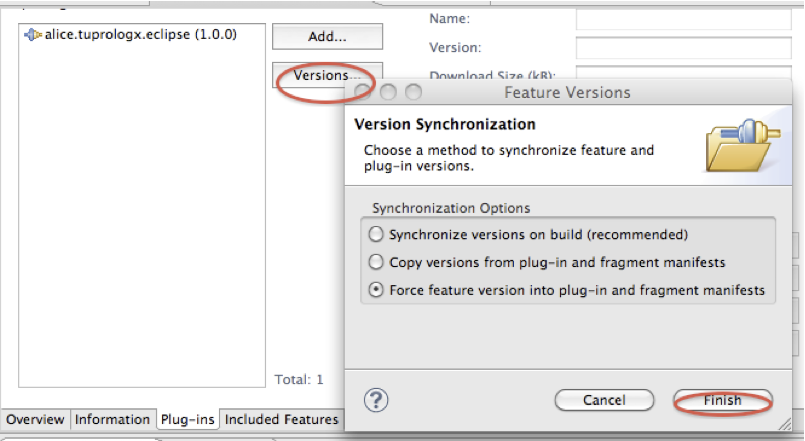 alice.tuprologx.eclipse (1.0.0)
Add...
Versions...
Name:
Version:
Download Size (kB):
Feature Versions
Version Synchronization
Choose a method to synchronize feature and
plug-in versions.
Synchronization Options
Synchronize versions on build (recommended)
Copy versions from plug-in and fragment manifests
Force feature version into plug-in and fragment manifests
Total: 1
?
Cancel
Finish
Overview
Information
Plug-ins
Included Features